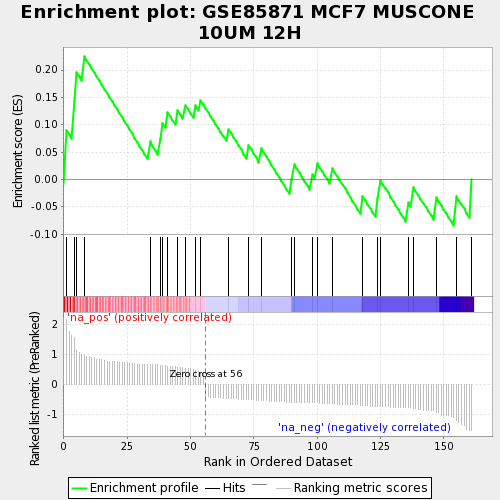 Enrichment plot: GSE85871 MCF7 MUSCONE
10UM 12H
Enrichment score (ES)
0.20
0.15
0.10
0.05
0.00
-0.05
-0.10
'na_pos' (positively correlated)
Ranked list metric (PreRanked)
2
1
0
-1
Zero cross at 56
'na_neg' (negatively correlated)
0 25 50 75 100 125 150
Rank in Ordered Dataset
Enrichment profile Hits Ranking metric scores